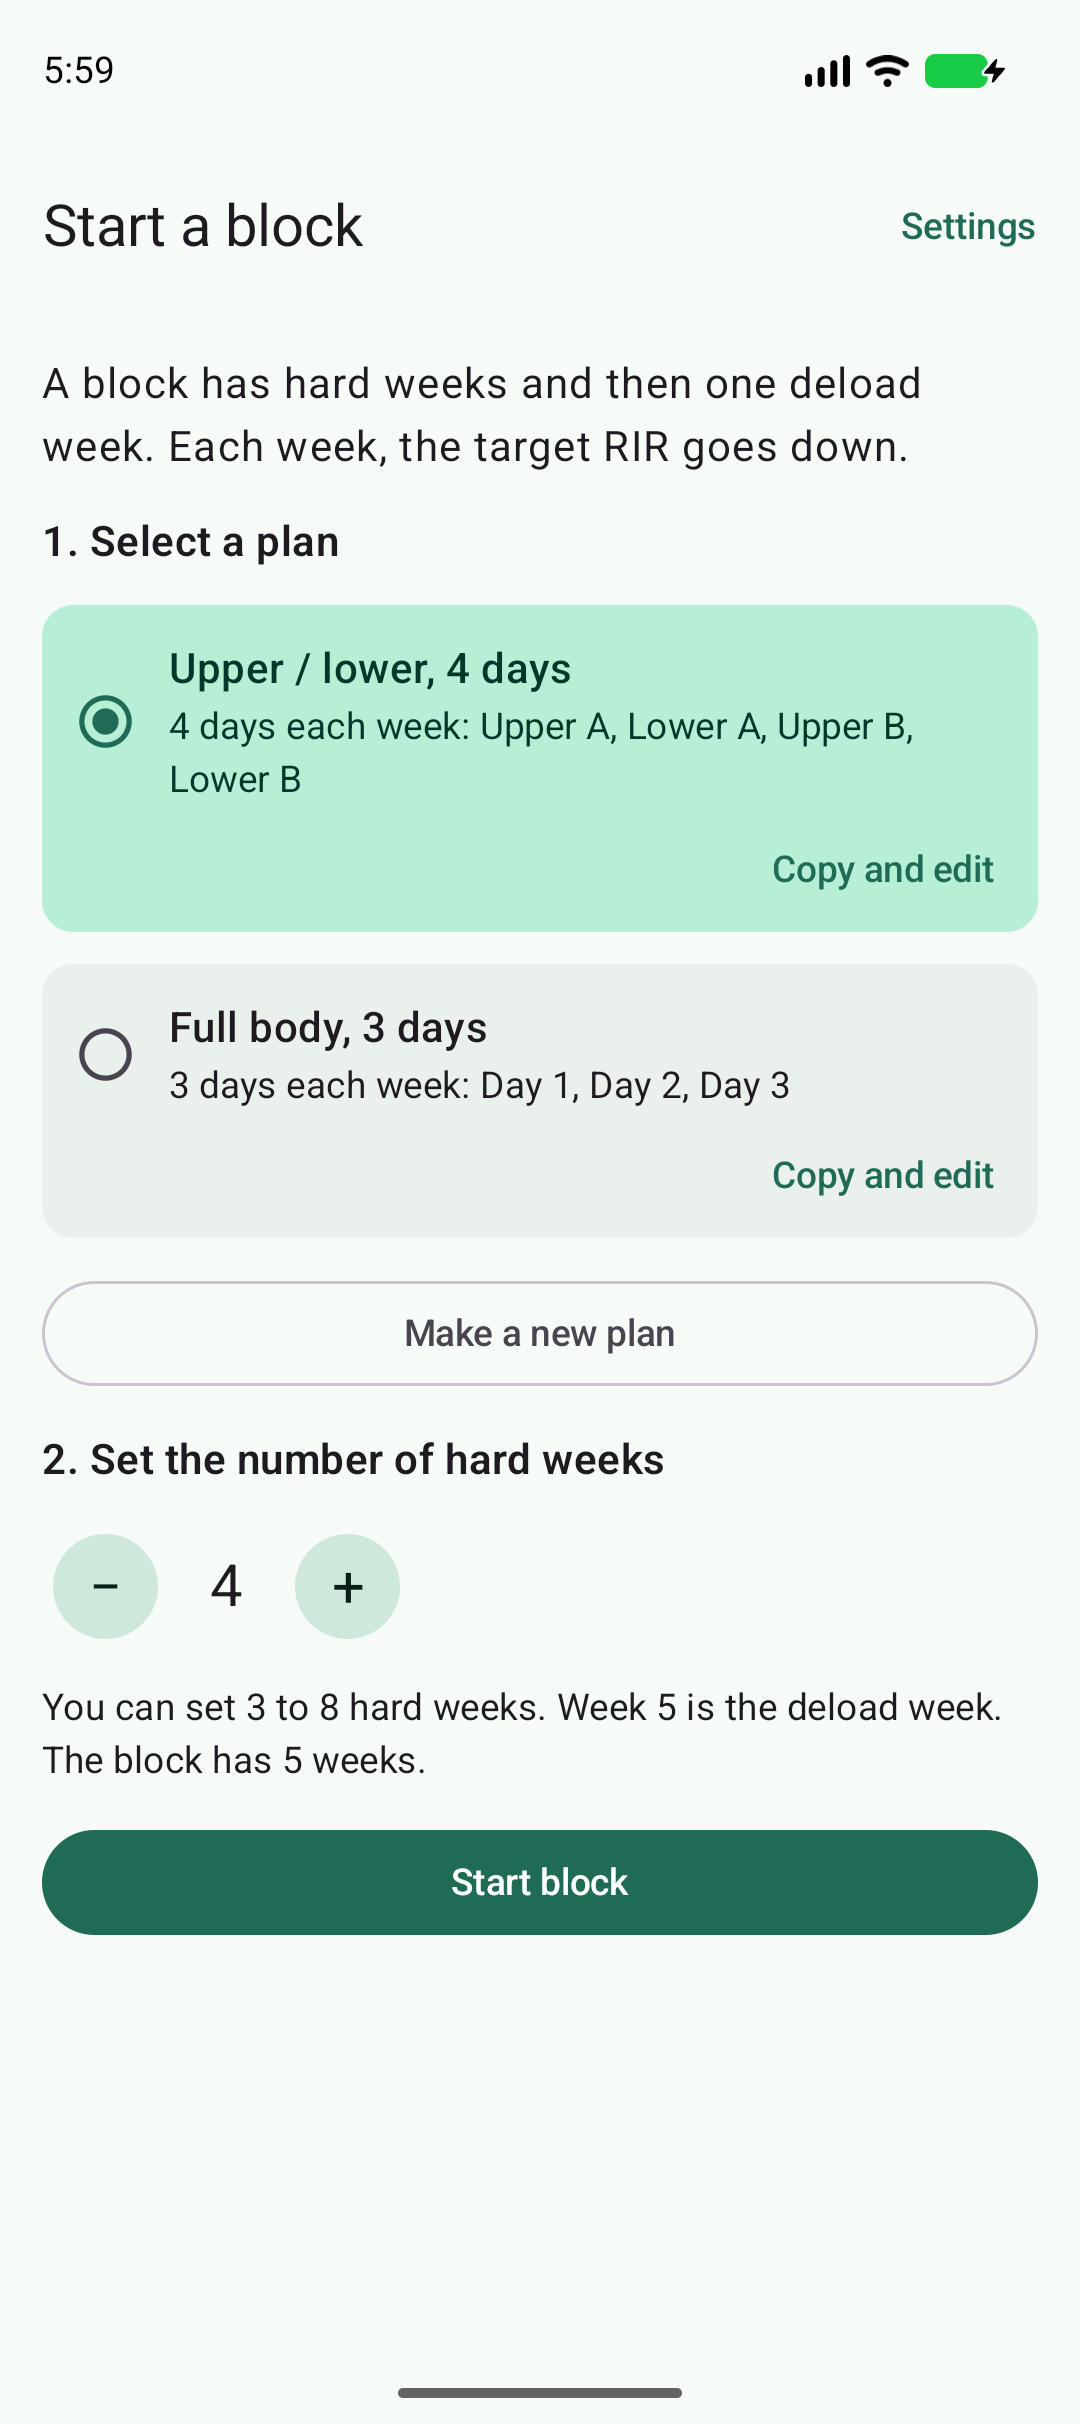 5:59
Start a block
Settings
A block has hard weeks and then one deload
week. Each week, the target RIR goes down.
1. Select a plan
Upper / lower, 4 days
4 days each week: Upper A, Lower A, Upper B,
Lower B
Copy and edit
Full body, 3 days
3 days each week: Day 1, Day 2, Day 3
Copy and edit
Make a new plan
2. Set the number of hard weeks
− 4 +
You can set 3 to 8 hard weeks. Week 5 is the deload week.
The block has 5 weeks.
Start block